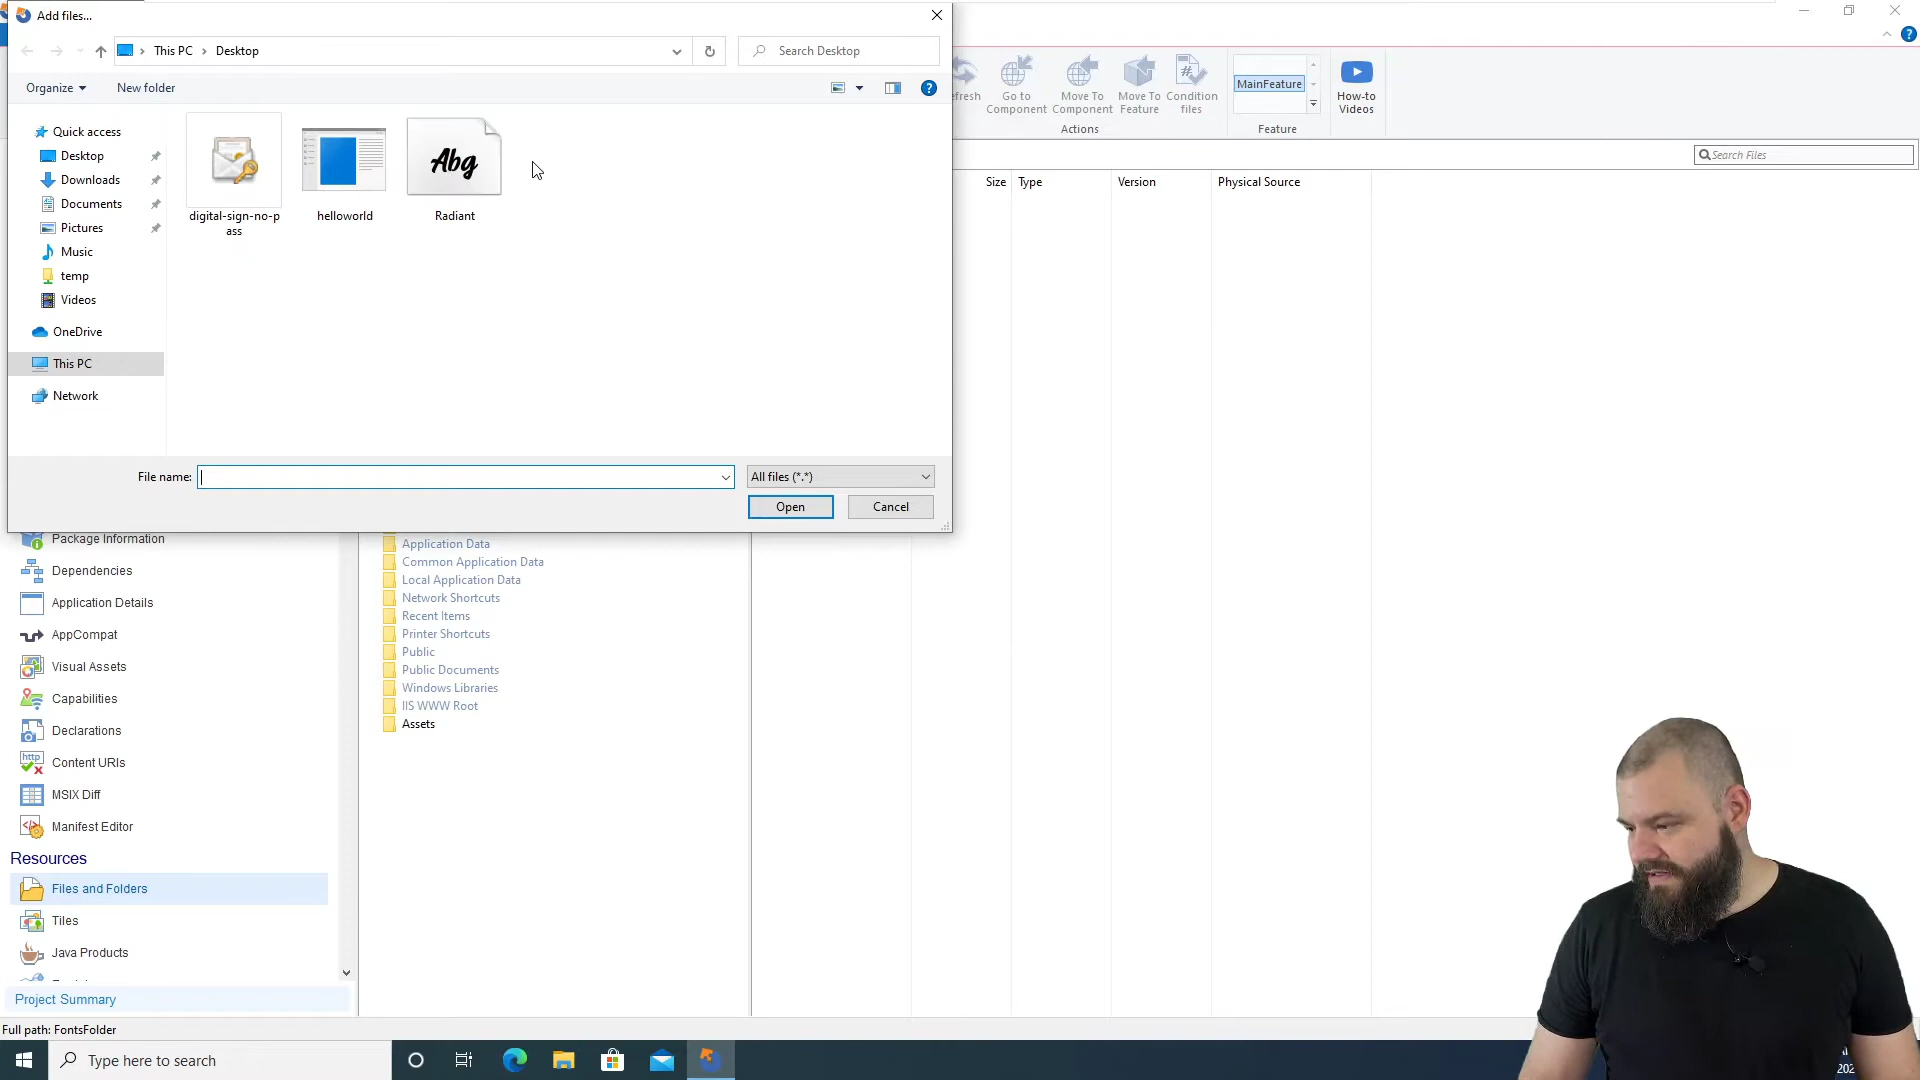 Add files...
This PC
Desktop
Search Desktop
Organize
New folder
Quick access
Desktop
Downloads
Documents
Pictures
Music
temp
Videos
OneDrive
This PC
Network
digital-sign-no-p
ass
helloworld
Abg
Radiant
File name:
All files (*.*)
Open
Cancel
Go to
Component
Move To
Component
Move To
Feature
Condition
files
Actions
MainFeature
Feature
How-to
Videos
Search Files
Size
Type
Version
Physical Source
Package Information
Dependencies
Application Details
AppCompat
Visual Assets
Capabilities
Declarations
http
Content URIs
MSIX Diff
Manifest Editor
Resources
Files and Folders
Tiles
Java Products
Project Summary
Application Data
Common Application Data
Local Application Data
Network Shortcuts
Recent Items
Printer Shortcuts
Public
Public Documents
Windows Libraries
IIS WWW Root
Assets
Full path: FontsFolder
Type here to search